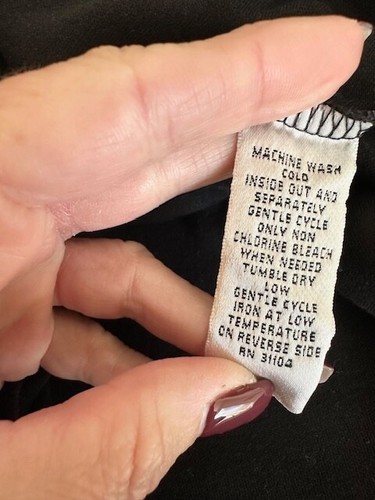 MACHINE WASH
COLD
INSIDE OUT AND
SEPARATELY
GENTLE CYCLE
ONLY NON
CHLORINE BLEACH
WHEN NEEDED
TUMBLE DRY
LOW
GENTLE CYCLE
IRON AT LOW
TEMPERATURE
ON REVERSE SIDE
RN 31104